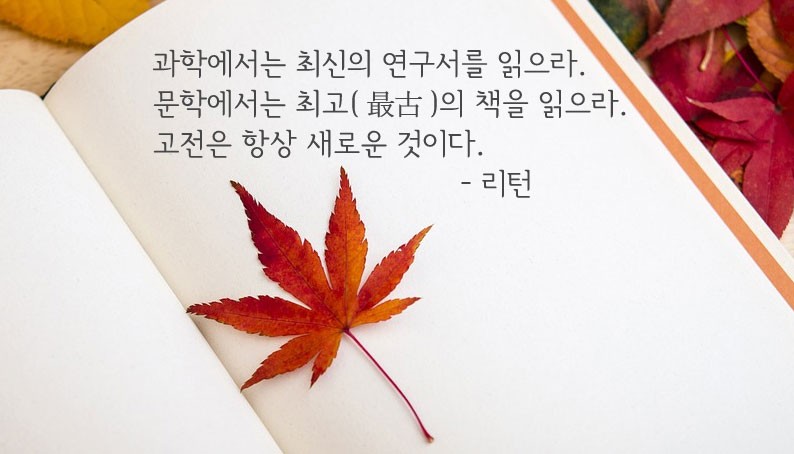 과학에서는 최신의 연구서를 읽으라.
문학에서는 최고( 最古 )의 책을 읽으라.
고전은 항상 새로운 것이다.
- 리턴